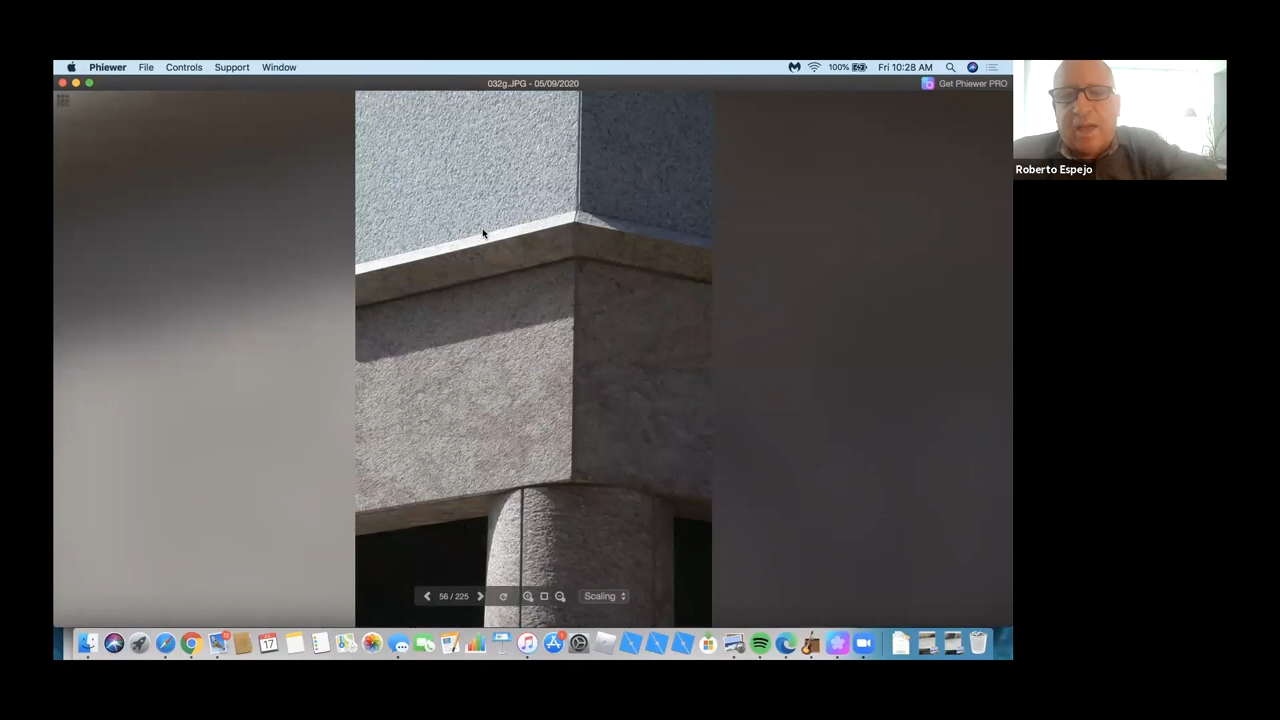 Phiewer File Controls Support Window 100% Fri 10:28 AM
032g.JPG - 05/09/2020 Get Phiewer PRO
Roberto Espejo
56 / 225 Scaling
17